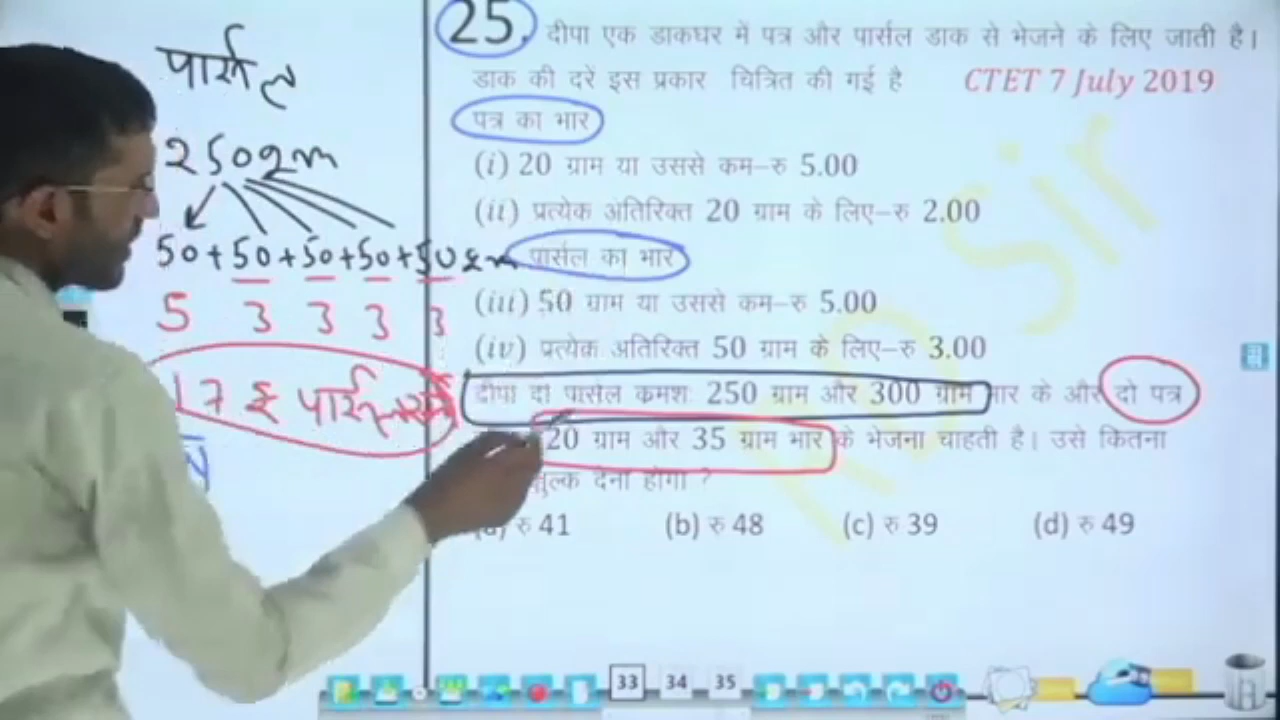 25. दीपा एक डाकघर में पत्र और पार्सल डाक से भेजने के लिए जाती है।
डाक की दरें इस प्रकार चित्रित की गई है CTET 7 July 2019
पत्र का भार
(i) 20 ग्राम या उससे कम–रु 5.00
(ii) प्रत्येक अतिरिक्त 20 ग्राम के लिए–रु 2.00
पार्सल का भार
(iii) 50 ग्राम या उससे कम–रु 5.00
(iv) प्रत्येक अतिरिक्त 50 ग्राम के लिए–रु 3.00
दीपा दो पार्सल क्रमशः 250 ग्राम और 300 ग्राम भार के और दो पत्र
20 ग्राम और 35 ग्राम भार के भेजना चाहती है। उसे कितना
शुल्क देना होगा ?
(a) रु 41 (b) रु 48 (c) रु 39 (d) रु 49
पार्सल
250gm
50+50+50+50+50gm
5 3 3 3 3
17 ₹ पार्सल
33 34 35
Sir